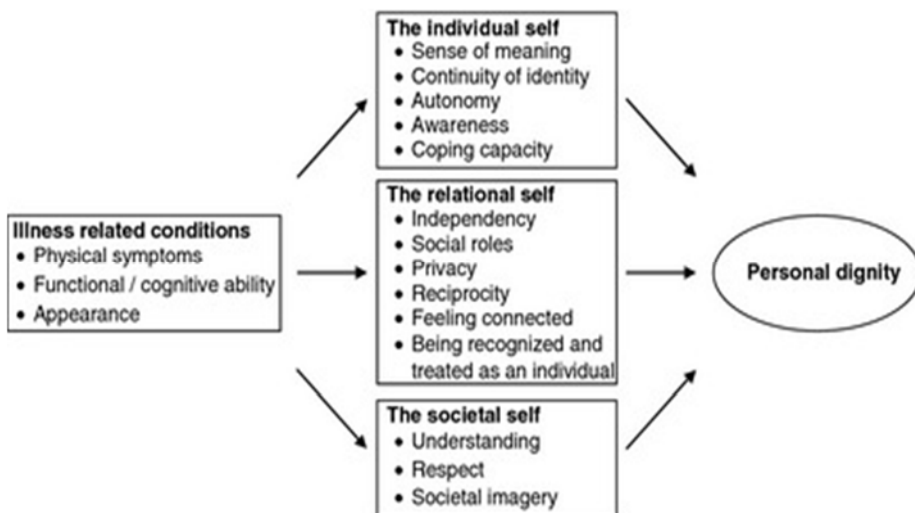 The individual self
• Sense of meaning
• Continuity of identity
• Autonomy
• Awareness
• Coping capacity
Illness related conditions
• Physical symptoms
• Functional / cognitive ability
• Appearance
The relational self
• Independency
• Social roles
• Privacy
• Reciprocity
• Feeling connected
• Being recognized and
treated as an individual
The societal self
• Understanding
• Respect
• Societal imagery
Personal dignity